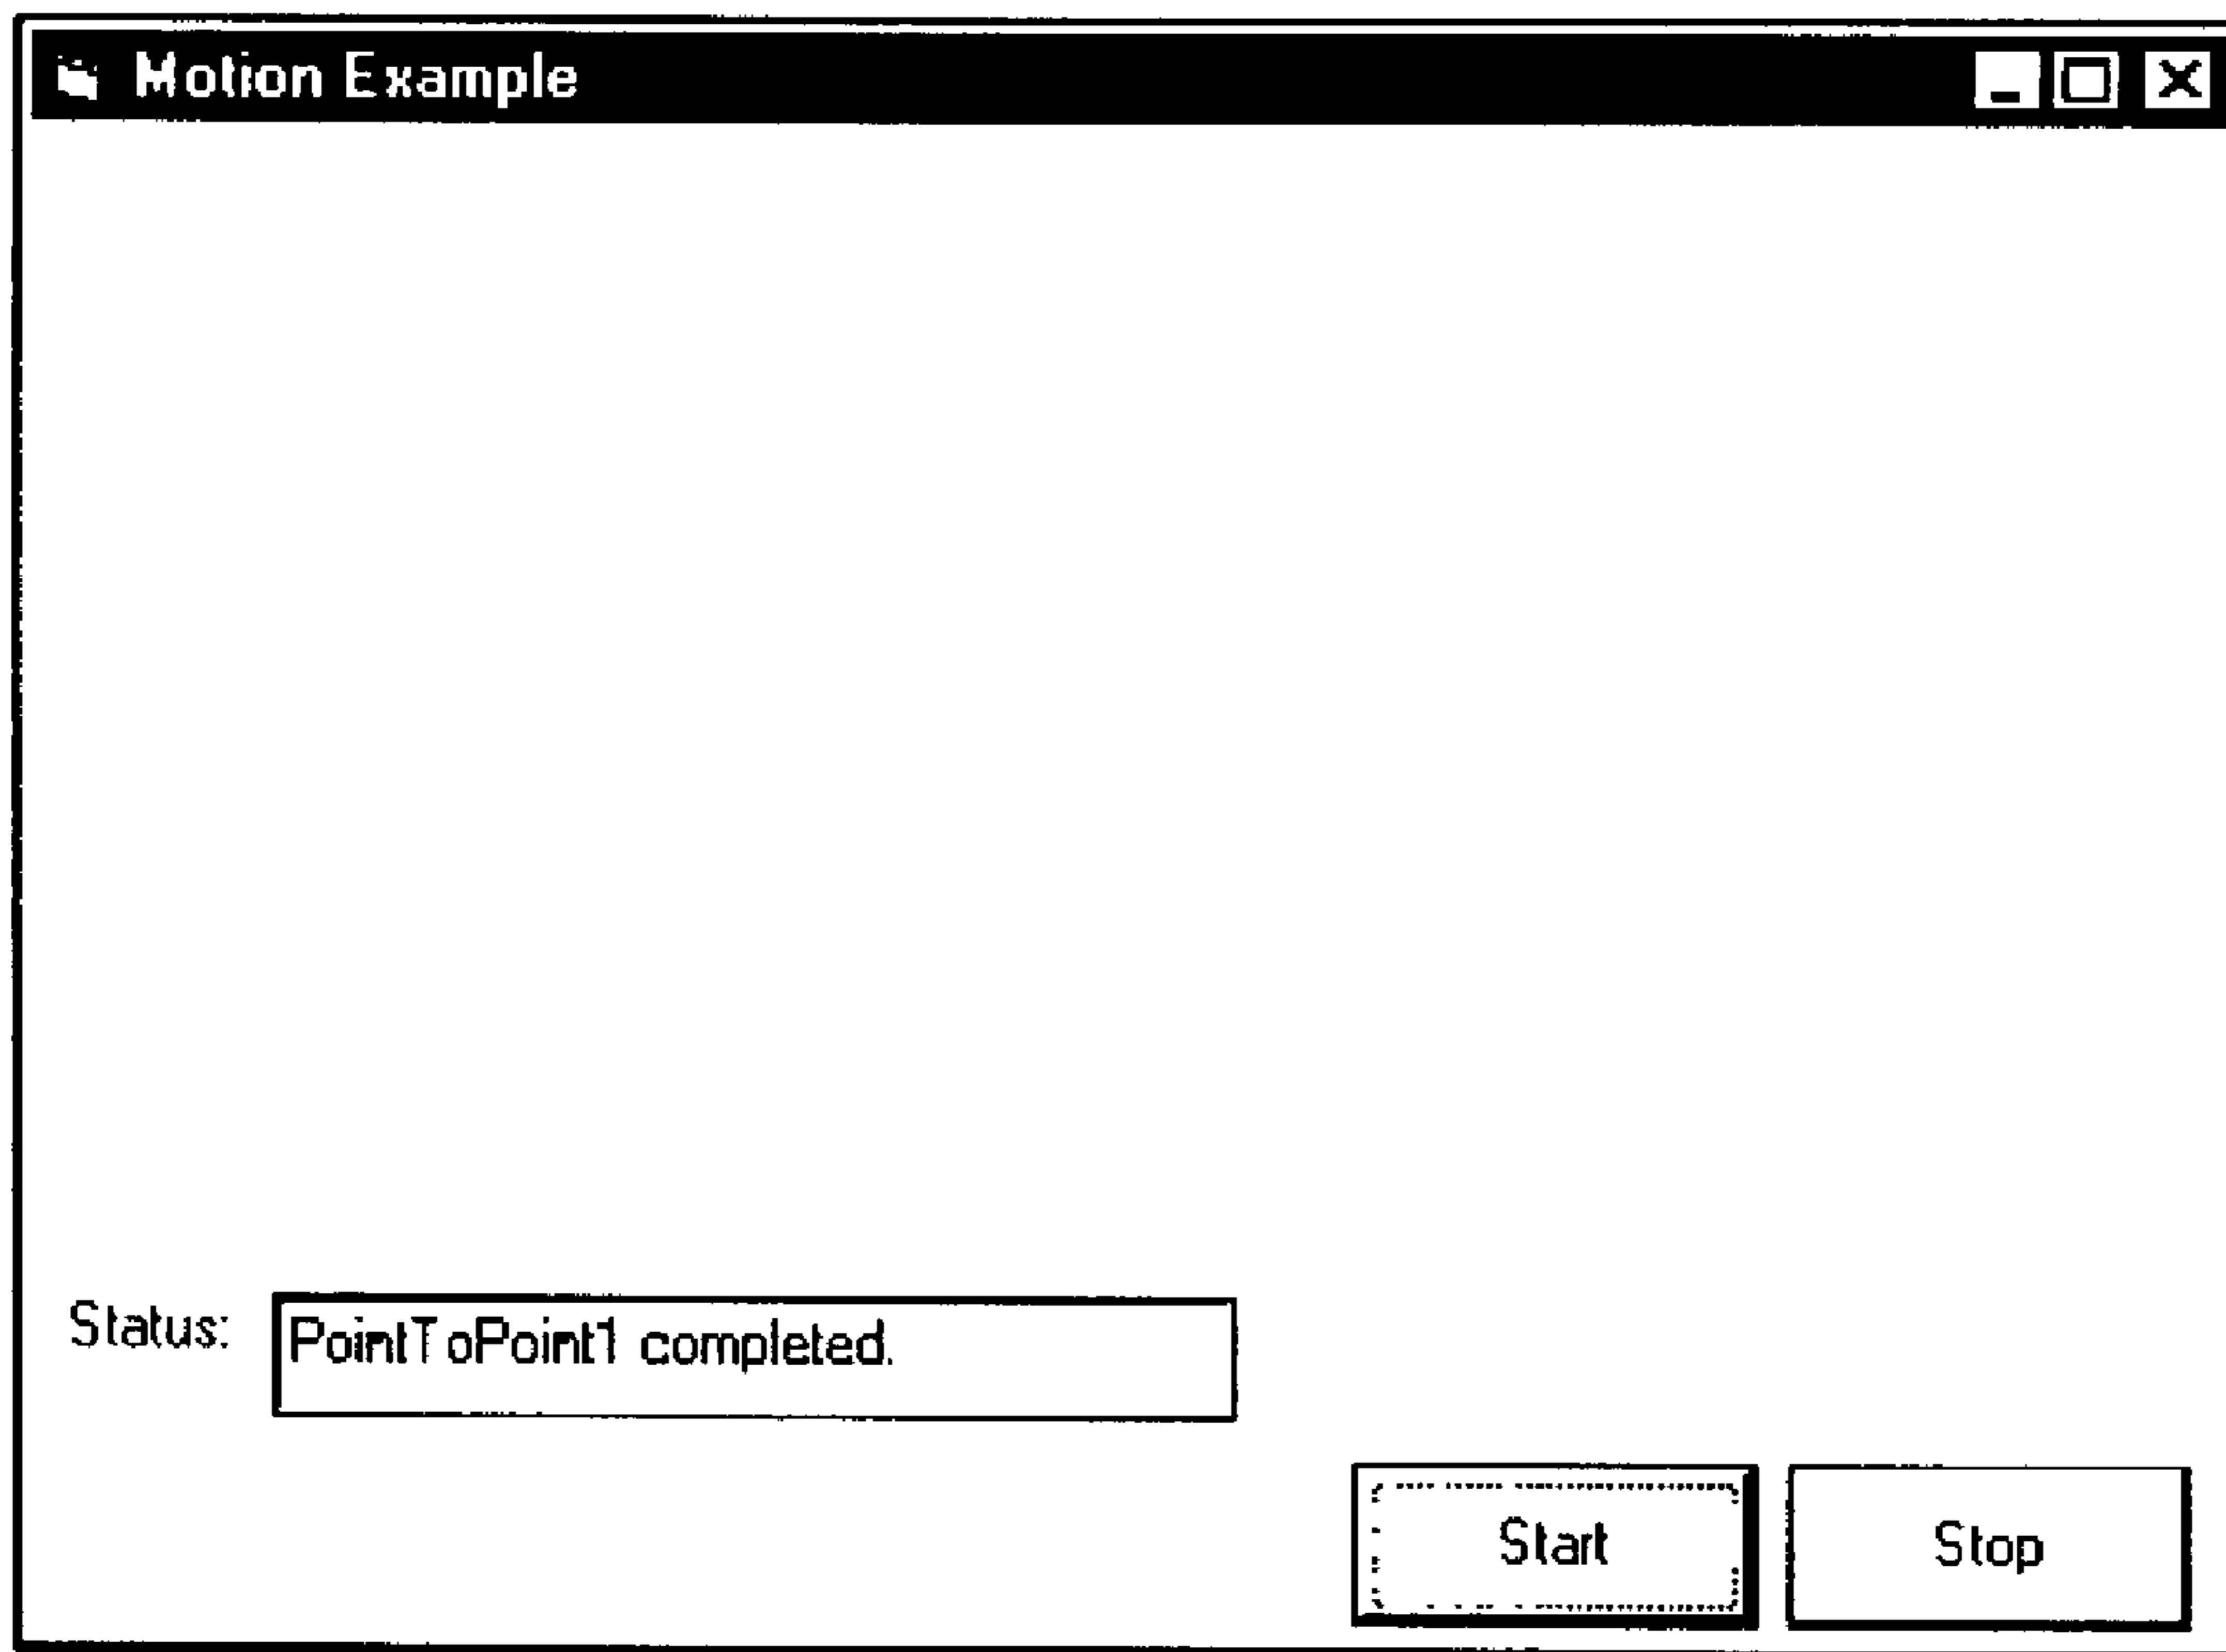 Motion Example
Status:
PointToPoint1 completed.
Start
Stop